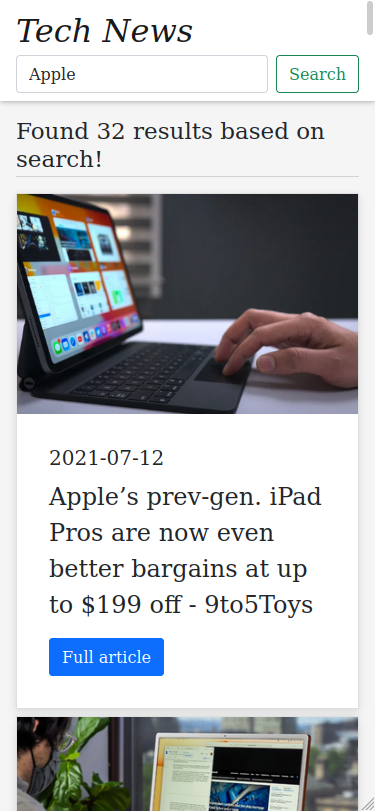 Tech News
Apple
Search
Found 32 results based on
search!
2021-07-12
Apple’s prev-gen. iPad
Pros are now even
better bargains at up
to $199 off - 9to5Toys
Full article